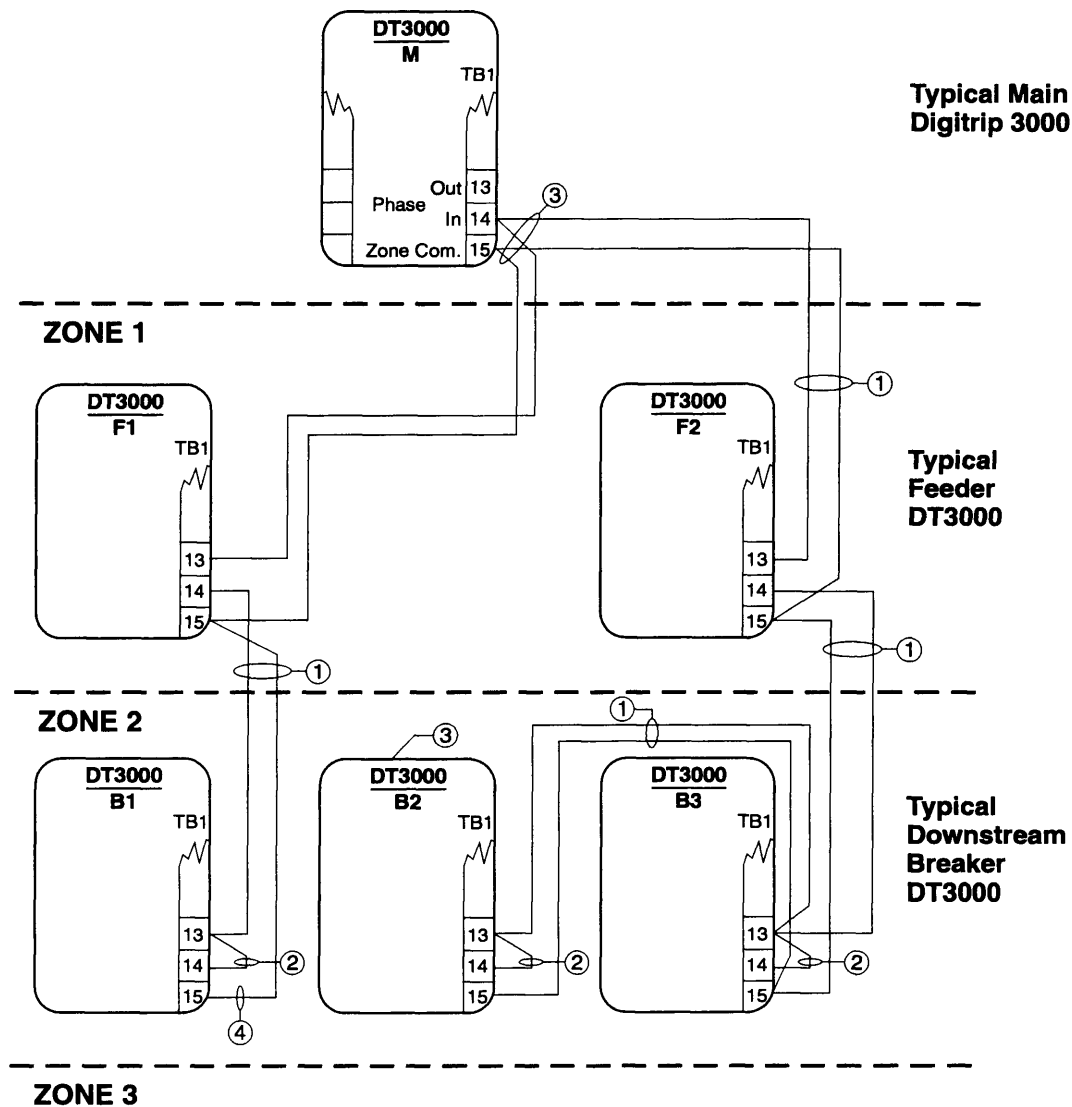 DT3000
M
TB1
Typical Main
Digitrip 3000
Out 13
Phase
In 14
Zone Com. 15
3
ZONE 1
1
DT3000
F1
TB1
13
14
15
DT3000
F2
TB1
13
14
15
Typical
Feeder
DT3000
1
1
ZONE 2
1
3
DT3000
B1
TB1
13
14
15
2
4
DT3000
B2
TB1
13
14
15
2
DT3000
B3
TB1
13
14
15
2
Typical
Downstream
Breaker
DT3000
ZONE 3